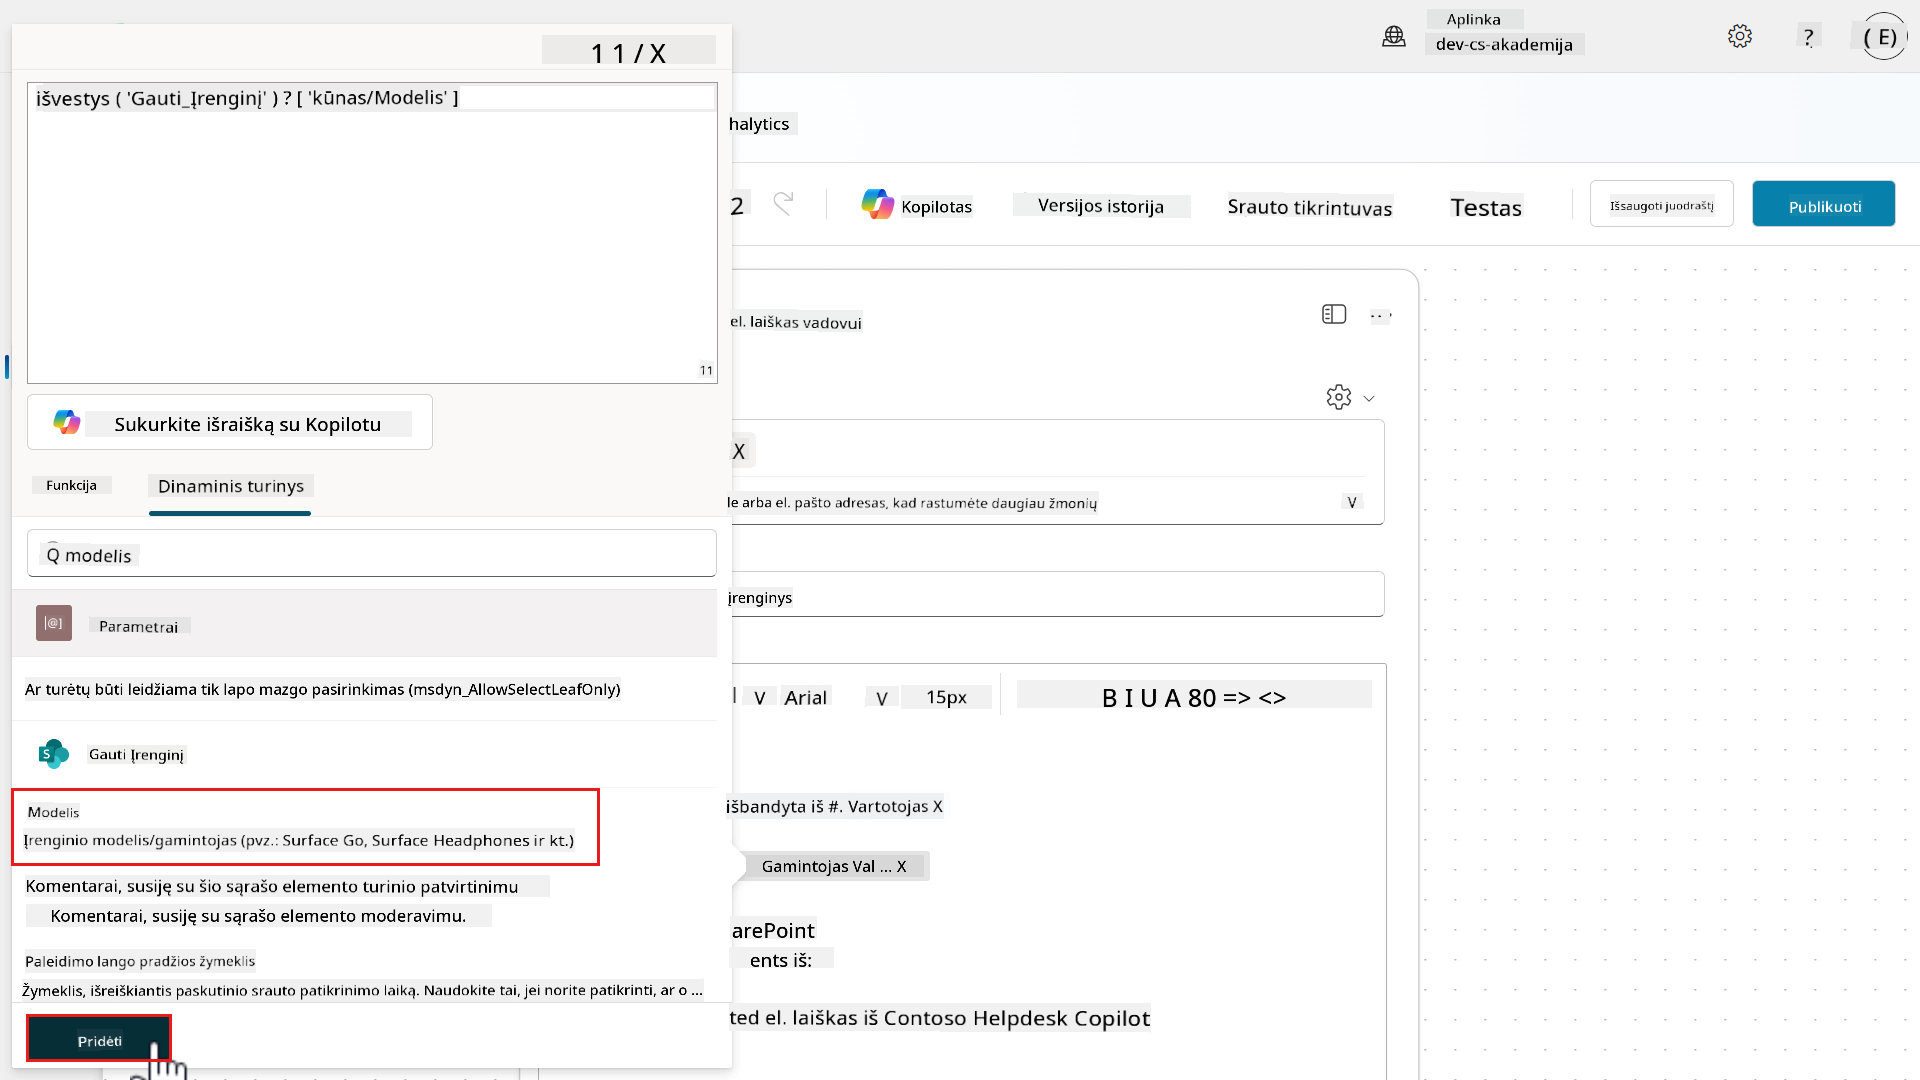 Aplinka
dev-cs-akademija
?
( E)
1 1 / X
išvestys ( 'Gauti_Įrenginį' ) ? [ 'kūnas/Modelis' ]
11
halytics
2
Kopilotas
Versijos istorija
Srauto tikrintuvas
Testas
Išsaugoti juodraštį
Publikuoti
el. laiškas vadovui
Sukurkite išraišką su Kopilotu
Funkcija
Dinaminis turinys
Q modelis
|@]
Parametrai
Ar turėtų būti leidžiama tik lapo mazgo pasirinkimas (msdyn_AllowSelectLeafOnly)
S
Gauti Įrenginį
Modelis
Įrenginio modelis/gamintojas (pvz.: Surface Go, Surface Headphones ir kt.)
Komentarai, susiję su šio sąrašo elemento turinio patvirtinimu
Komentarai, susiję su sąrašo elemento moderavimu.
Paleidimo lango pradžios žymeklis
Žymeklis, išreiškiantis paskutinio srauto patikrinimo laiką. Naudokite tai, jei norite patikrinti, ar o ...
Pridėti
X
le arba el. pašto adresas, kad rastumėte daugiau žmonių
V
įrenginys
V Arial V 15px B I U A 80 => <>
išbandyta iš #. Vartotojas X
Gamintojas Val ... X
arePoint
ents iš:
ted el. laiškas iš Contoso Helpdesk Copilot